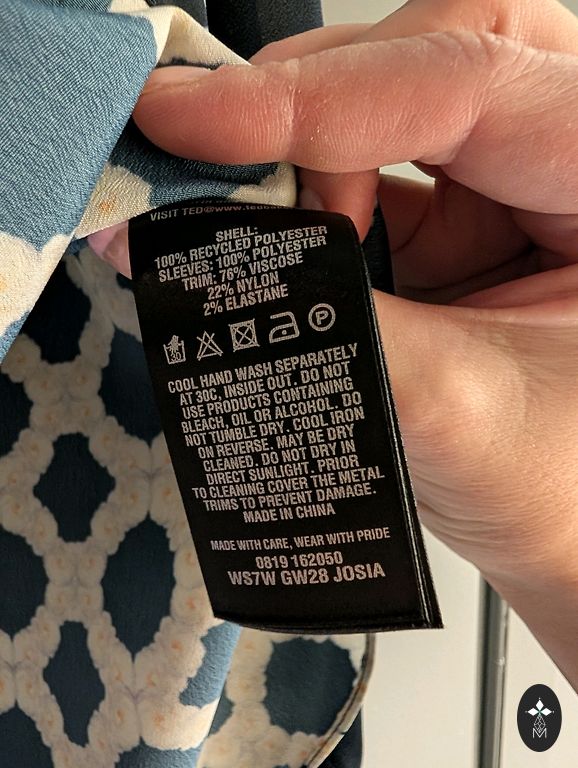 VISIT TED@www.ted
SHELL:
100% RECYCLED POLYESTER
SLEEVES: 100% POLYESTER
TRIM: 76% VISCOSE
22% NYLON
2% ELASTANE
30 P
COOL HAND WASH SEPARATELY
AT 30C, INSIDE OUT. DO NOT
USE PRODUCTS CONTAINING
BLEACH, OIL OR ALCOHOL. DO
NOT TUMBLE DRY. COOL IRON
ON REVERSE. MAY BE DRY
CLEANED. DO NOT DRY IN
DIRECT SUNLIGHT. PRIOR
TO CLEANING COVER THE METAL
TRIMS TO PREVENT DAMAGE.
MADE IN CHINA
MADE WITH CARE, WEAR WITH PRIDE
0819 162050
WS7W GW28 JOSIA
M